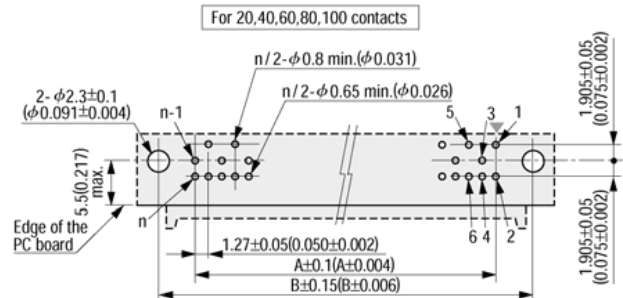 For 20,40,60,80,100 contacts
n/2-ϕ0.8 min.(ϕ0.031)
n/2-ϕ0.65 min.(ϕ0.026)
2- ϕ2.3±0.1
(ϕ0.091±0.004)
n-1
5
3
1
1.905±0.05
(0.075±0.002)
5.5(0.217)
max.
n
6
4
2
1.905±0.05
(0.075±0.002)
Edge of the
PC board
1.27±0.05(0.050±0.002)
A±0.1(A±0.004)
B±0.15(B±0.006)